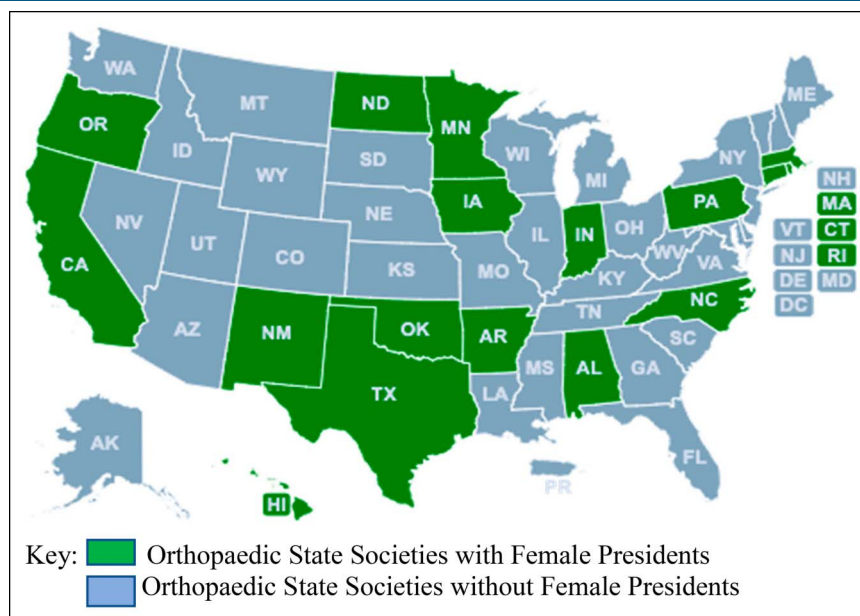 WA
MT
ND
MN
ME
OR
ID
SD
WI
NY
WY
MI
NH
IA
PA
MA
NV
NE
IL
IN
OH
VT
CT
UT
CO
WV
VA
NJ
RI
CA
KS
MO
KY
DE
MD
NC
DC
AZ
NM
OK
AR
TN
SC
TX
MS
AL
GA
LA
AK
FL
PR
HI
Key: Orthopaedic State Societies with Female Presidents
Orthopaedic State Societies without Female Presidents